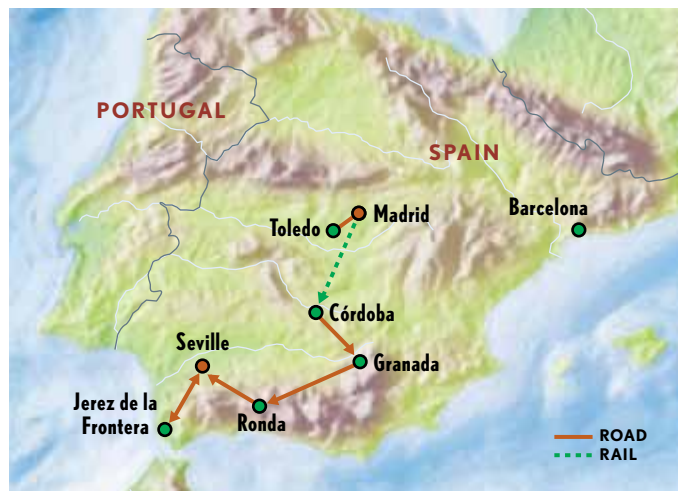 PORTUGAL
SPAIN
Barcelona
Toledo
Madrid
Córdoba
Seville
Granada
Jerez de la
Frontera
Ronda
ROAD
RAIL